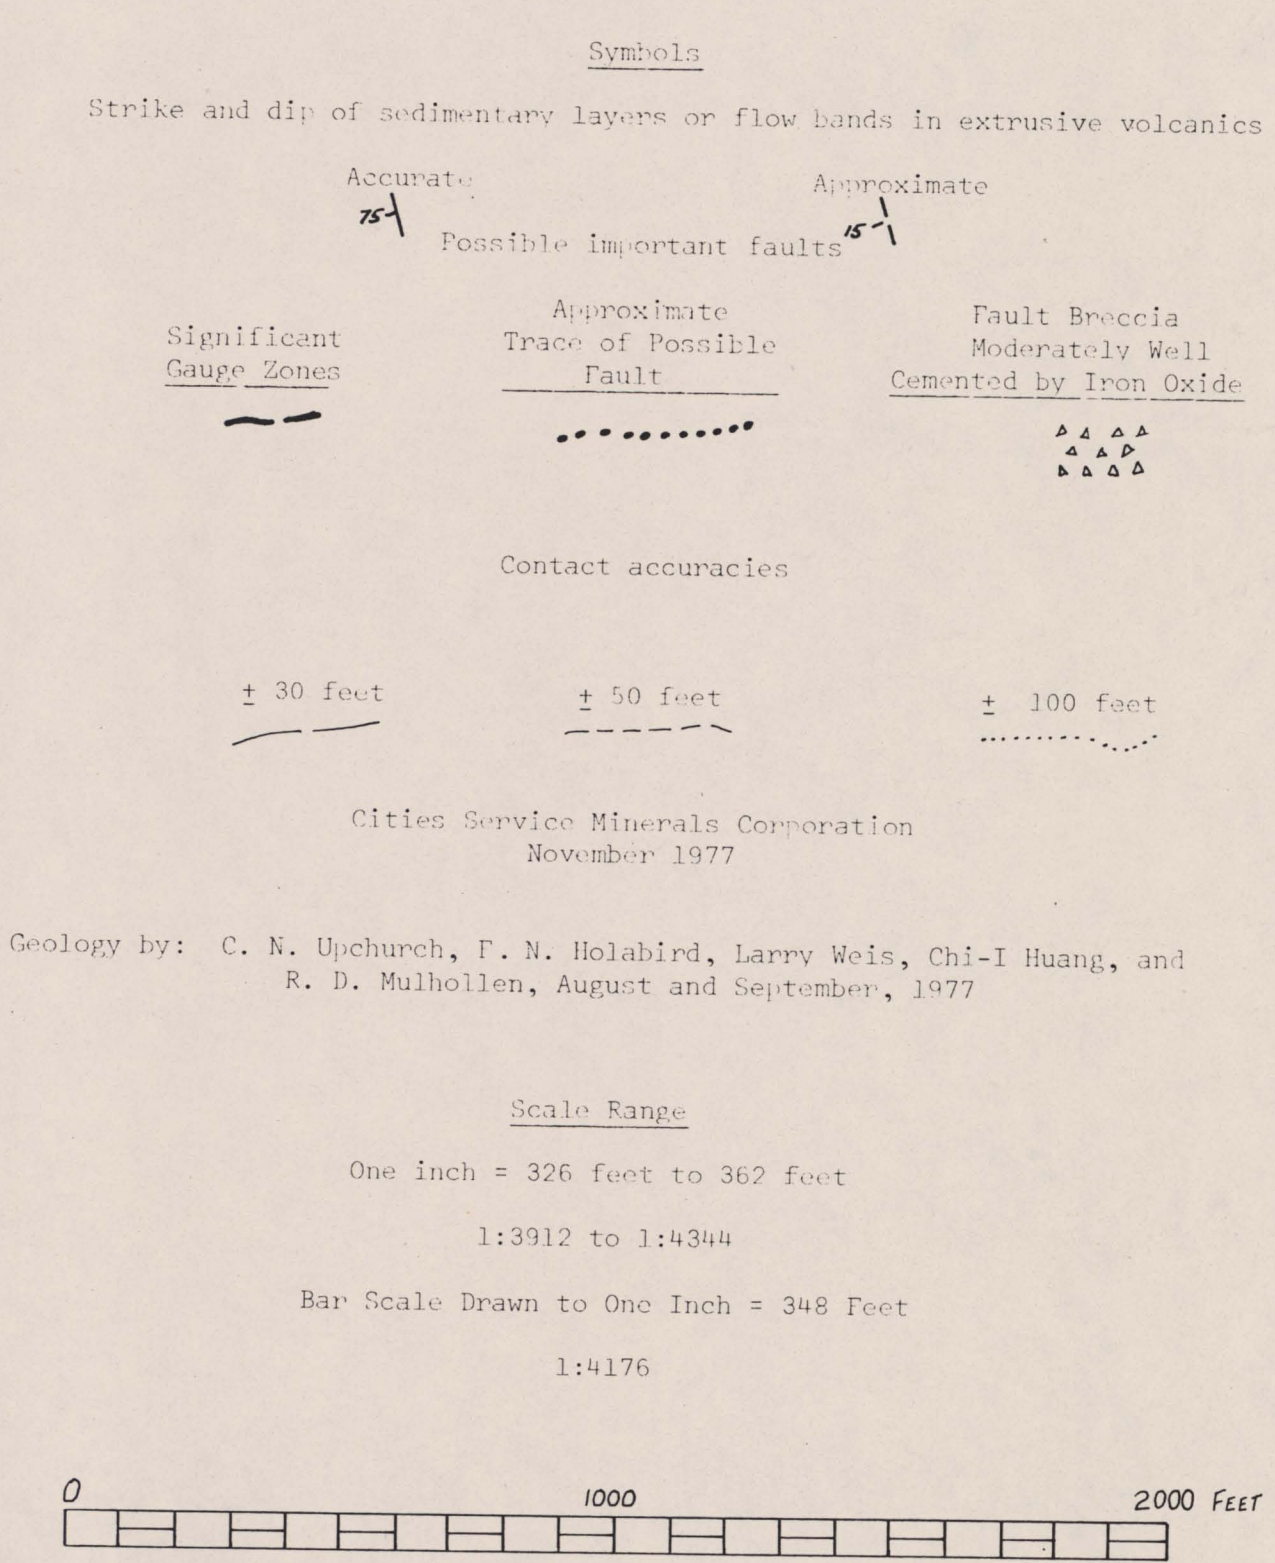 Symbols
Strike and dip of sedimentary layers or flow bands in extrusive volcanics
Accurate
Approximate
75
15
Possible important faults
Significant
Gauge Zones
Approximate
Trace of Possible
Fault
Fault Breccia
Moderately Well
Cemented by Iron Oxide
Contact accuracies
± 30 feet
± 50 feet
± 100 feet
Cities Service Minerals Corporation
November 1977
Geology by: C. N. Upchurch, F. N. Holabird, Larry Weis, Chi-I Huang, and
R. D. Mulhollen, August and September, 1977
Scale Range
One inch = 326 feet to 362 feet
1:3912 to 1:4344
Bar Scale Drawn to One Inch = 348 Feet
1:4176
0 1000 2000 FEET